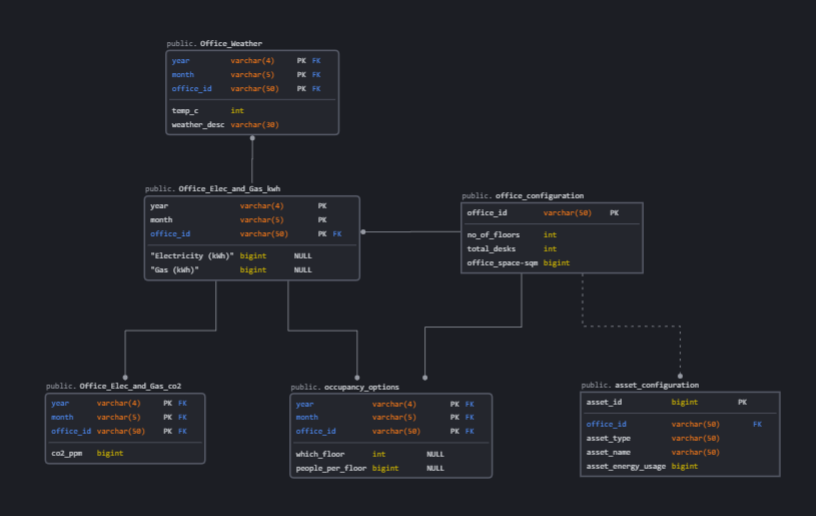 public. Office_Weather
year varchar(4) PK FK
month varchar(5) PK FK
office_id varchar(50) PK FK
temp_c int
weather_desc varchar(30)
public. Office_Elec_and_Gas_kwh
year varchar(4) PK
month varchar(5) PK
office_id varchar(50) PK FK
"Electricity (kWh)" bigint NULL
"Gas (kWh)" bigint NULL
public. office_configuration
office_id varchar(50) PK
no_of_floors int
total_desks int
office_space-sqm bigint
public. Office_Elec_and_Gas_co2
year varchar(4) PK FK
month varchar(5) PK FK
office_id varchar(50) PK FK
co2_ppm bigint
public. occupancy_options
year varchar(4) PK FK
month varchar(5) PK FK
office_id varchar(50) PK FK
which_floor int NULL
people_per_floor bigint NULL
public. asset_configuration
asset_id bigint PK
office_id varchar(50) FK
asset_type varchar(50)
asset_name varchar(50)
asset_energy_usage bigint